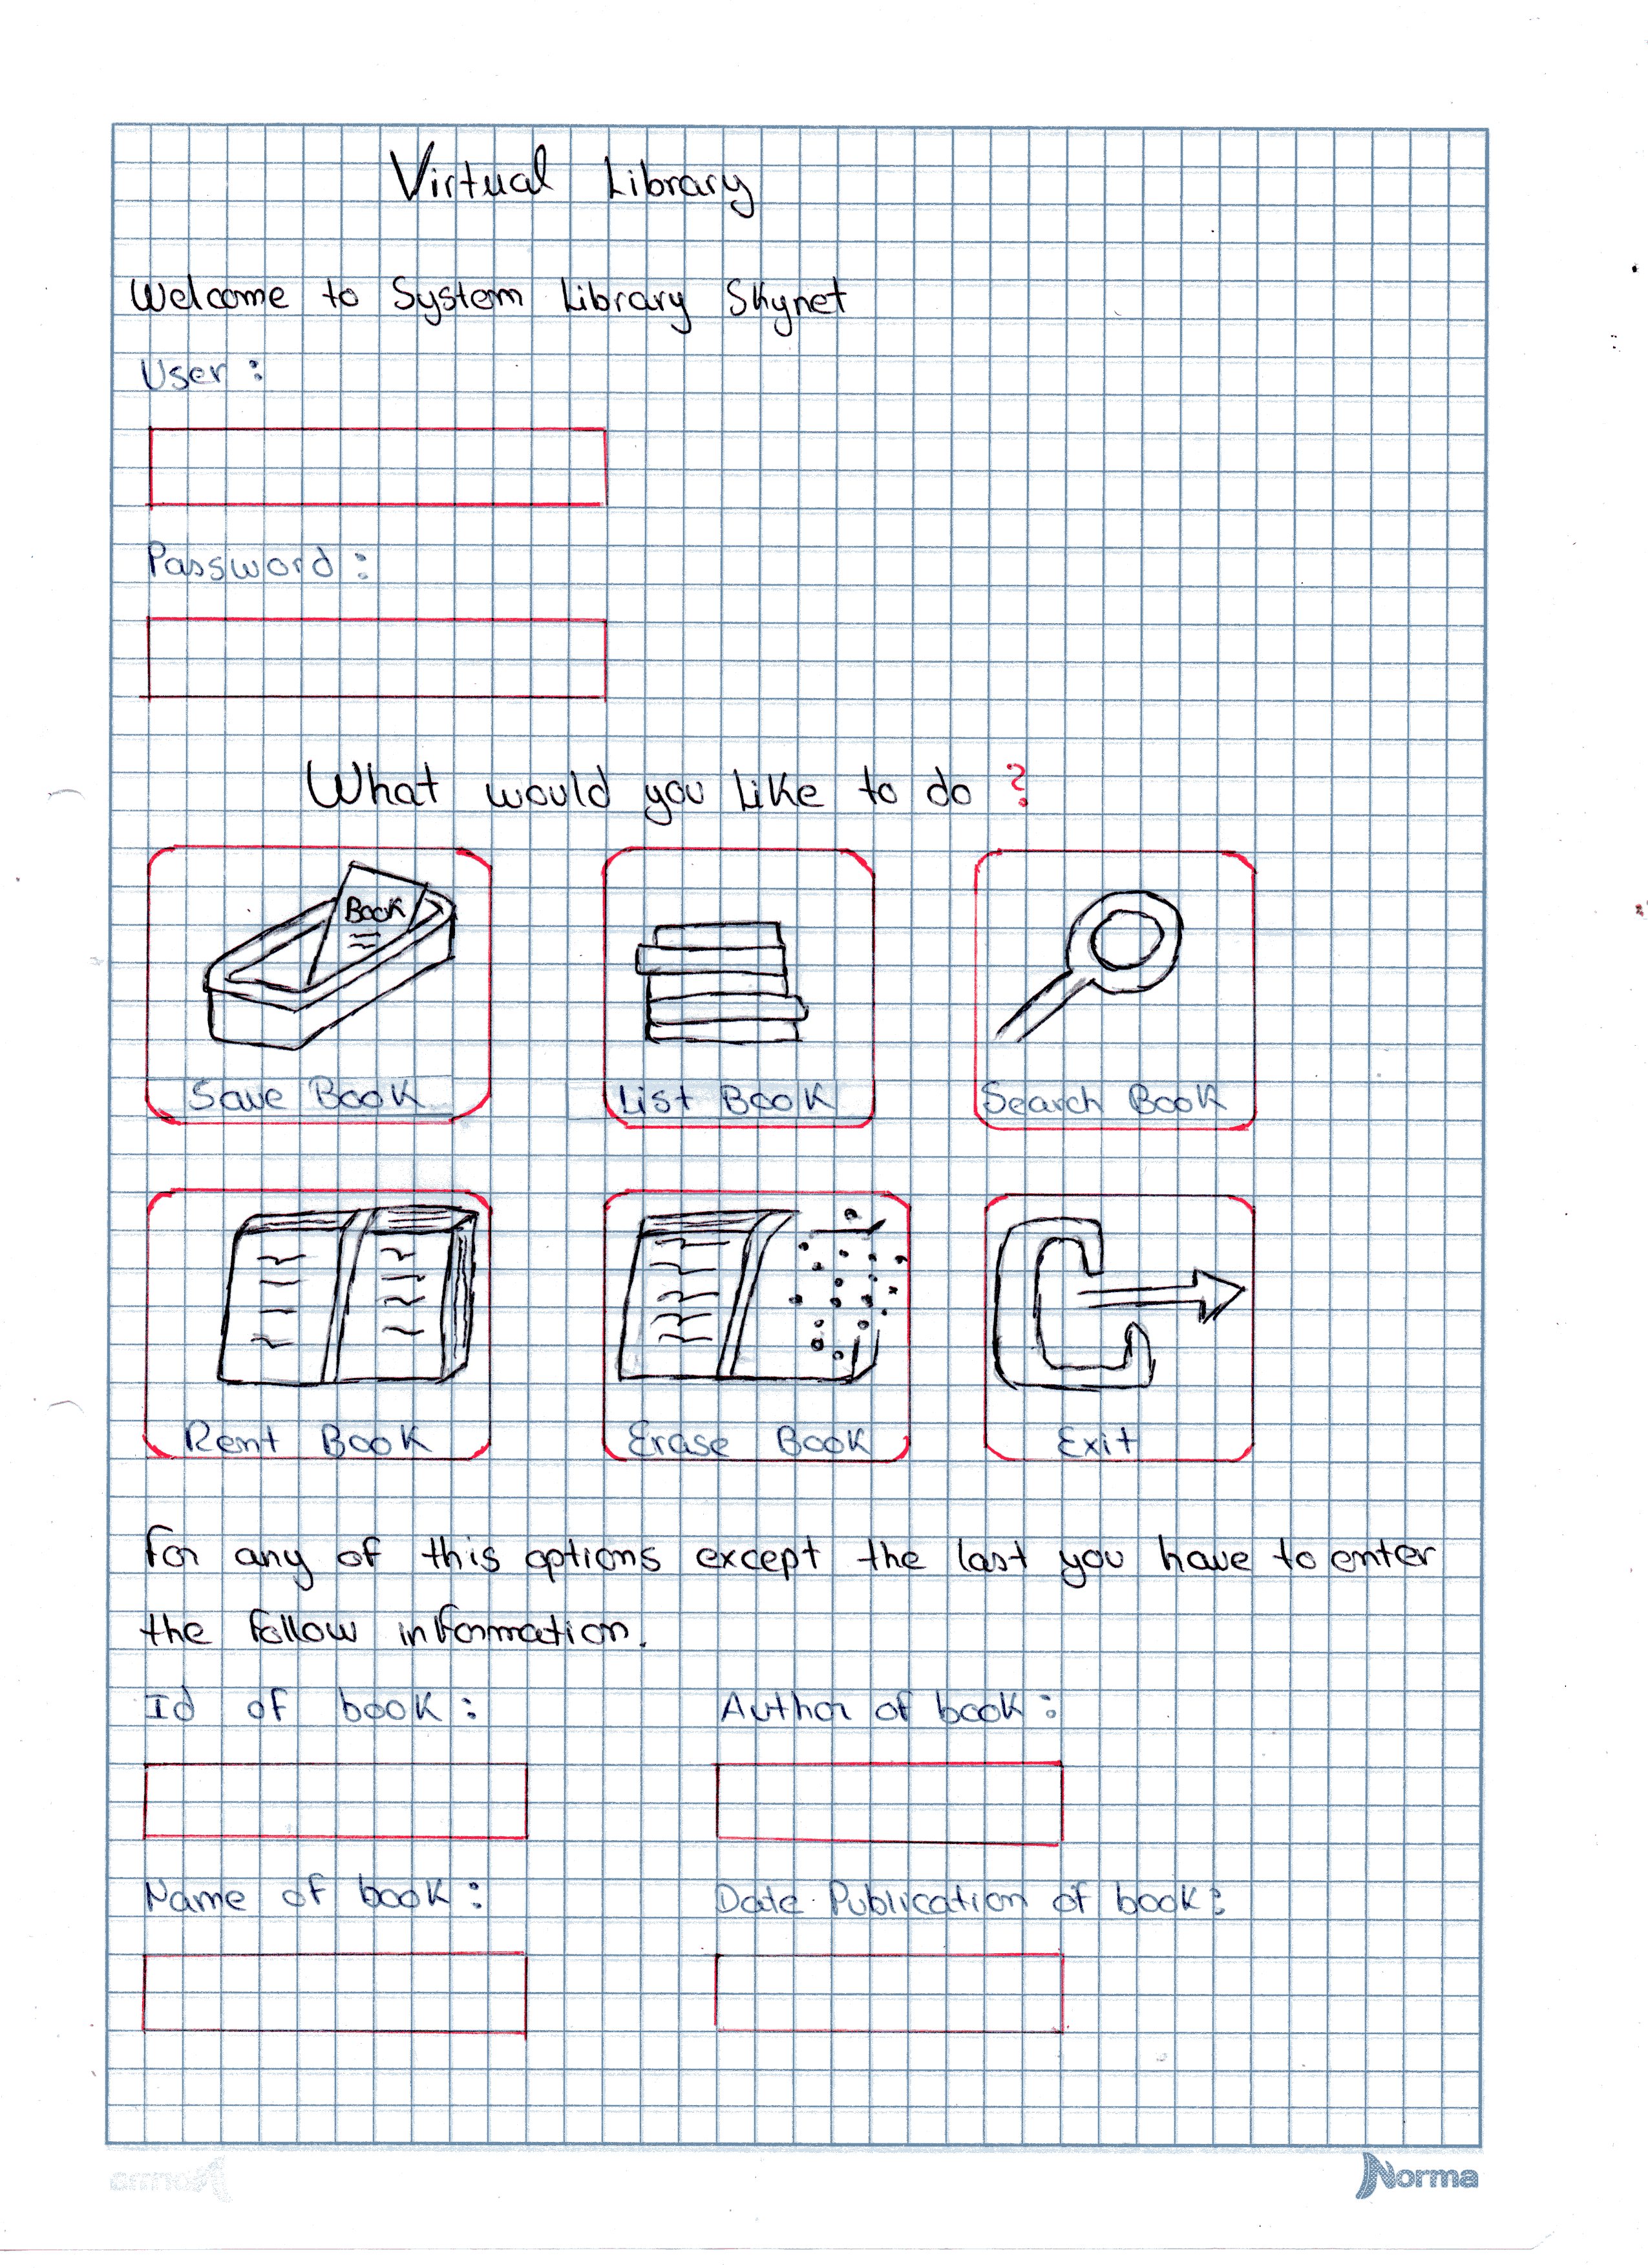 Virtual Library
Welcome to System Library Skynet
User :
Password :
What would you like to do ?
Book
Save Book
List Book
Search Book
Rent Book
Erase Book
Exit
For any of this options except the last you have to enter
the follow information.
Id of book :
Author of book :
Name of book :
Date Publication of book :
Norma